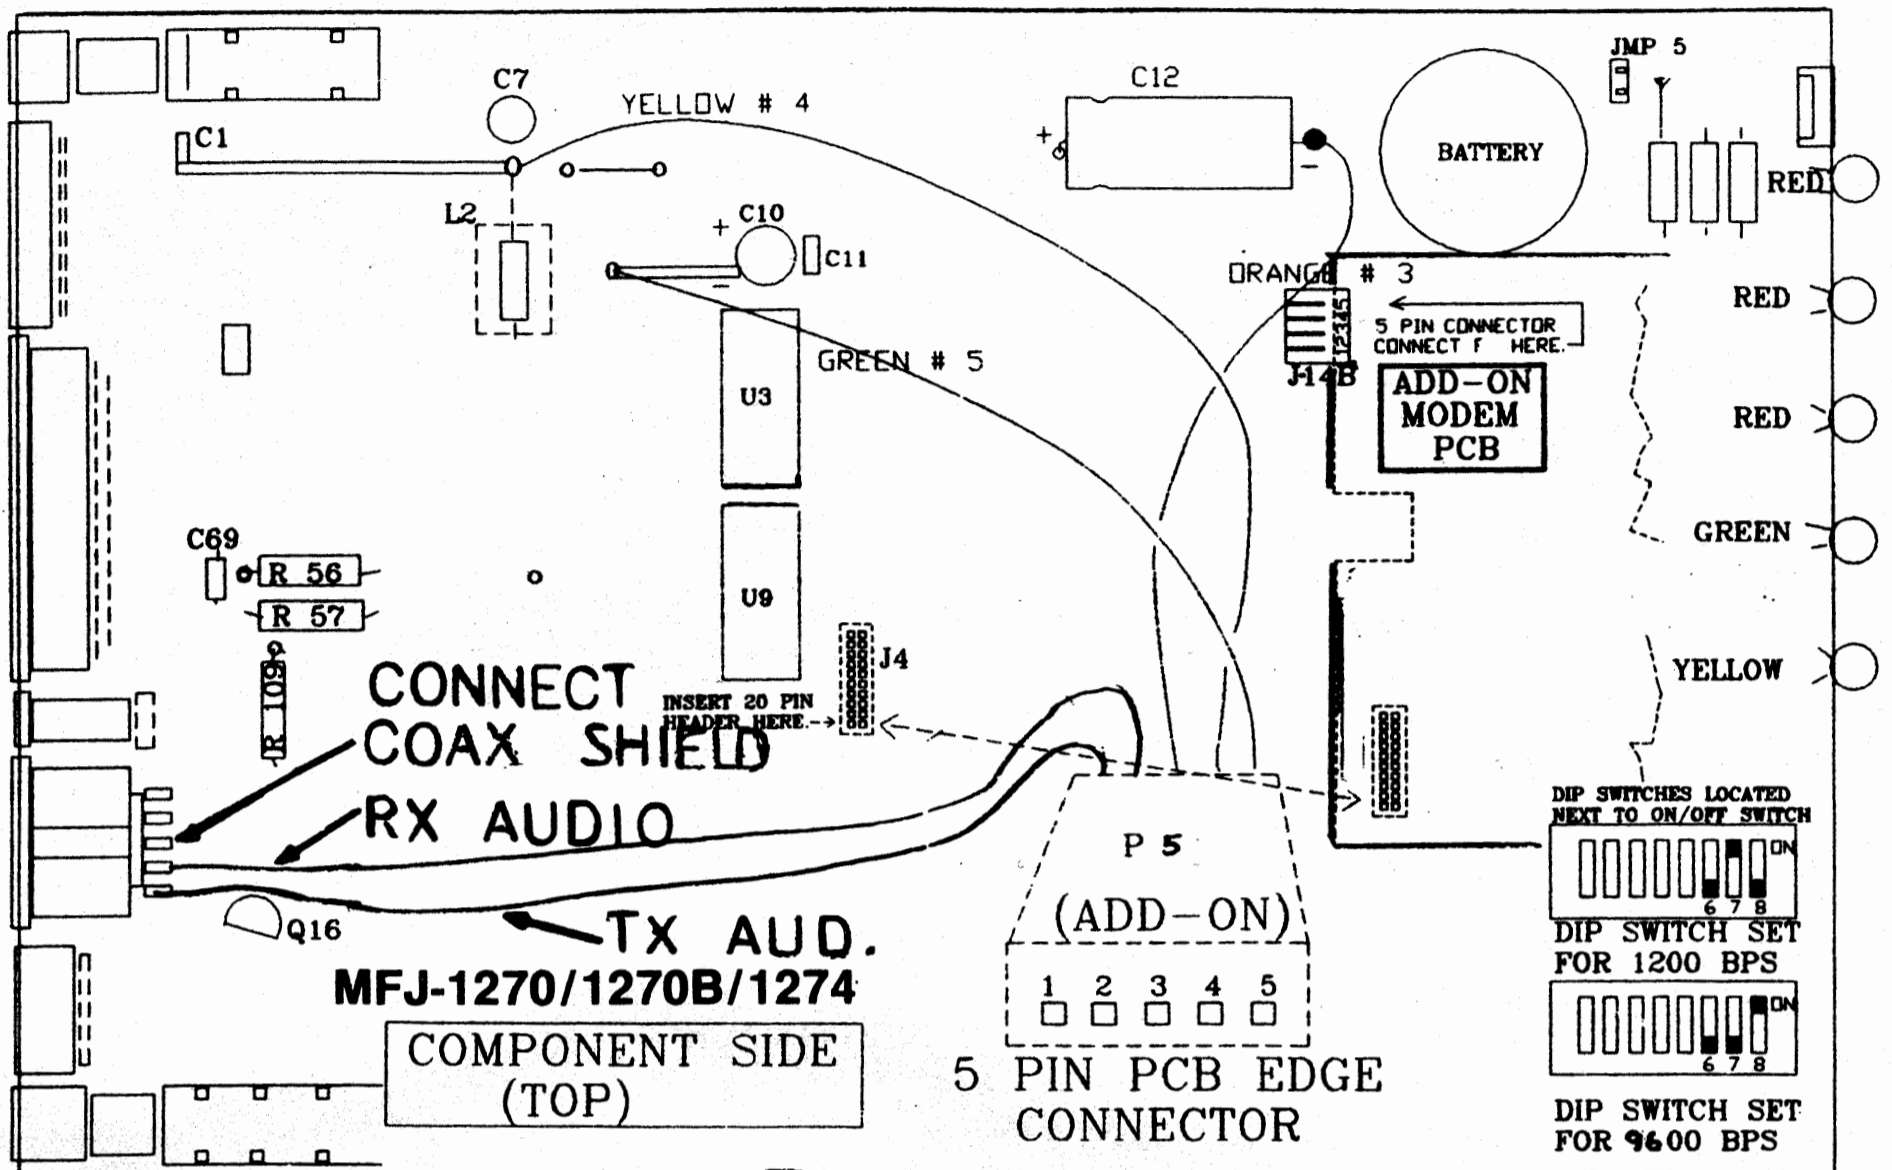 JMP 5
C7
C12
YELLOW # 4
+
C1
BATTERY
-
RED
L2
+
C10
C11
-
ORANGE # 3
RED
12345
5 PIN CONNECTOR
CONNECT F HERE.
J-14B
GREEN # 5
ADD-ON
MODEM
PCB
U3
RED
C69
R 56
R 57
U9
GREEN
R 109
J4
YELLOW
CONNECT
COAX SHIELD
INSERT 20 PIN
HEADER HERE.
RX AUDIO
DIP SWITCHES LOCATED
NEXT TO ON/OFF SWITCH
ON
6 7 8
P 5
(ADD-ON)
Q16
TX AUD.
DIP SWITCH SET
FOR 1200 BPS
MFJ-1270/1270B/1274
1 2 3 4 5
ON
6 7 8
COMPONENT SIDE
(TOP)
5 PIN PCB EDGE
CONNECTOR
DIP SWITCH SET
FOR 9600 BPS